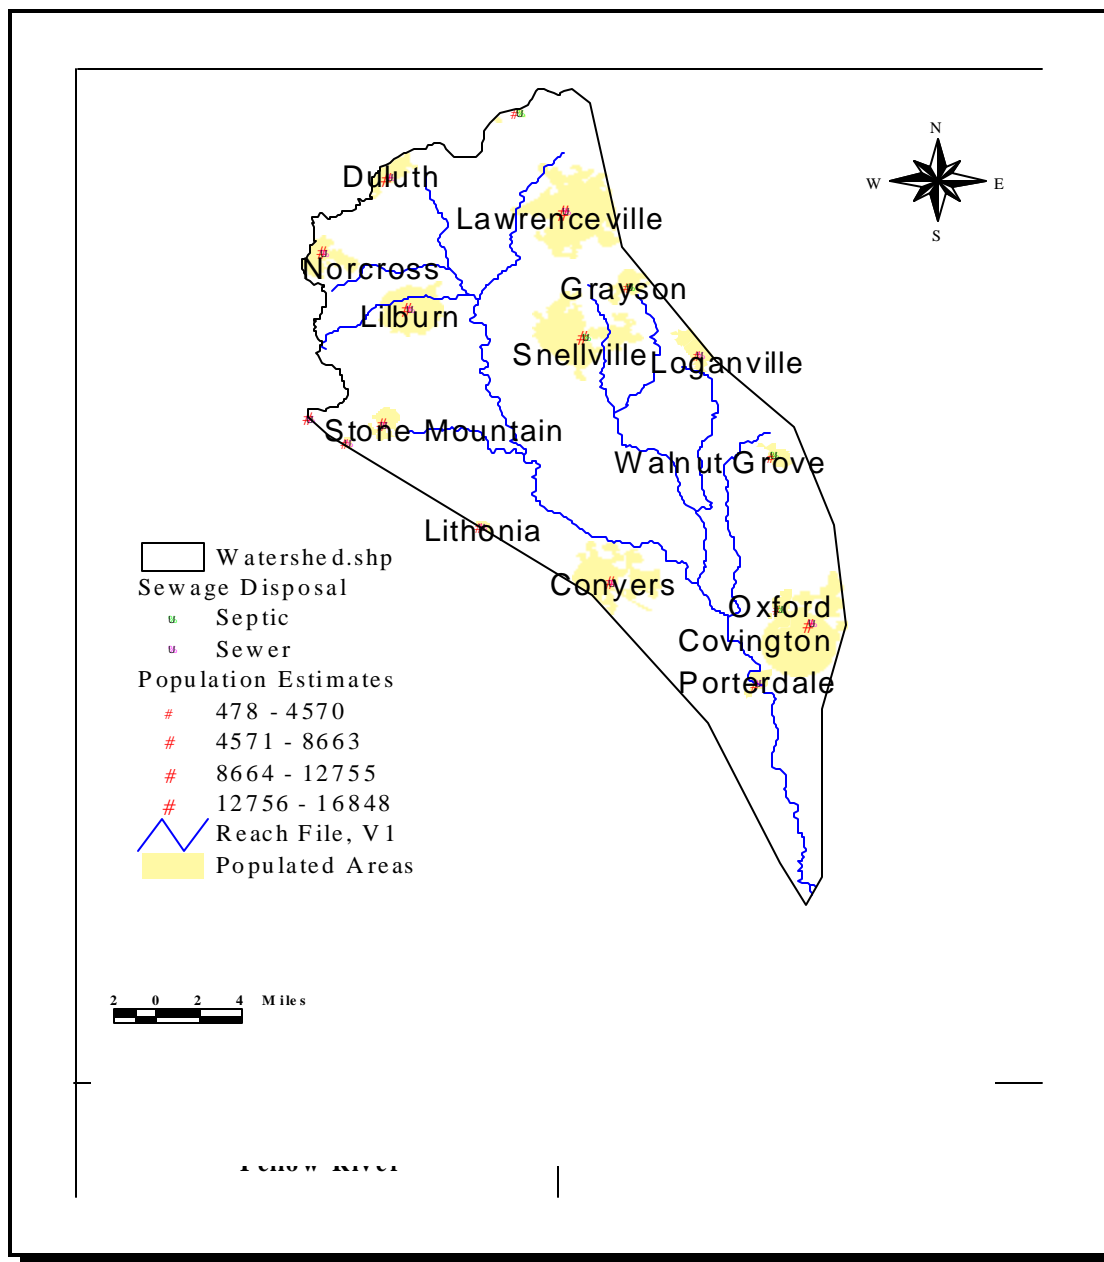 N
W E
S
Duluth
Lawrenceville
Norcross
Grayson
Lilburn
Snellville
Loganville
Stone Mountain
Walnut Grove
Lithonia
Conyers
Oxford
Covington
Porterdale
Watershed.shp
Sewage Disposal
Septic
Sewer
Population Estimates
# 478 - 4570
# 4571 - 8663
# 8664 - 12755
# 12756 - 16848
Reach File, V1
Populated Areas
2 0 2 4 Miles
River